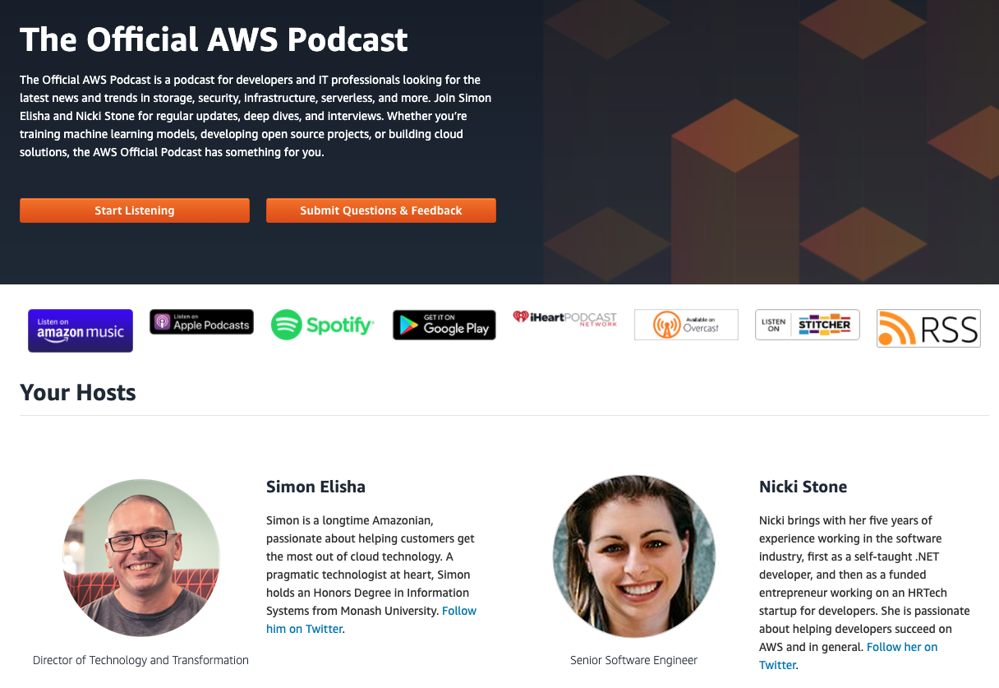 The Official AWS Podcast
The Official AWS Podcast is a podcast for developers and IT professionals looking for the
latest news and trends in storage, security, infrastructure, serverless, and more. Join Simon
Elisha and Nicki Stone for regular updates, deep dives, and interviews. Whether you’re
training machine learning models, developing open source projects, or building cloud
solutions, the AWS Official Podcast has something for you.
Start Listening
Submit Questions & Feedback
Listen on
amazon music
Listen on
Apple Podcasts
Spotify
GET IT ON
Google Play
iHeartPODCAST
NETWORK
Available on
Overcast
LISTEN
ON
STITCHER
RSS
Your Hosts
Simon Elisha
Simon is a longtime Amazonian,
passionate about helping customers get
the most out of cloud technology. A
pragmatic technologist at heart, Simon
holds an Honors Degree in Information
Systems from Monash University. Follow
him on Twitter.
Director of Technology and Transformation
Nicki Stone
Nicki brings with her five years of
experience working in the software
industry, first as a self-taught .NET
developer, and then as a funded
entrepreneur working on an HRTech
startup for developers. She is passionate
about helping developers succeed on
AWS and in general. Follow her on
Twitter.
Senior Software Engineer